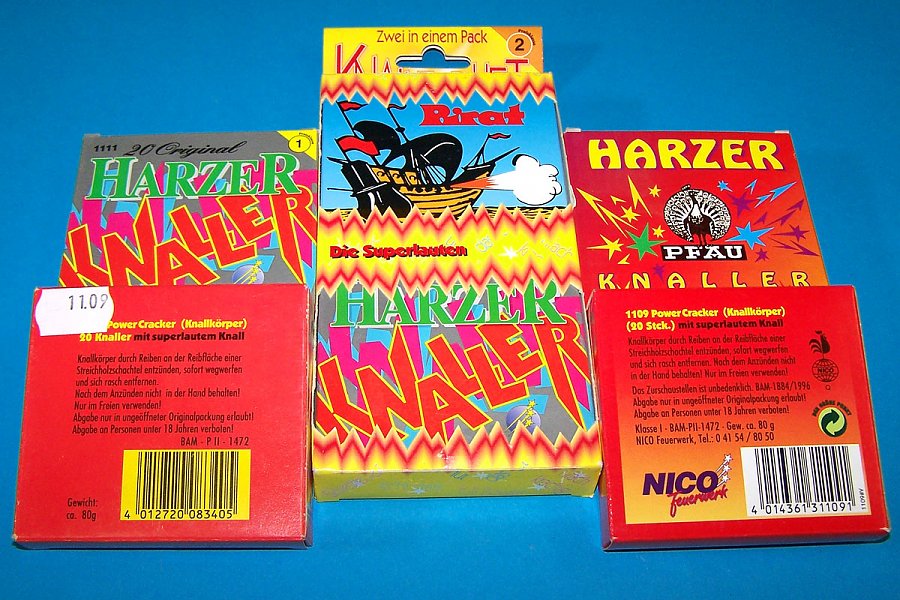 Zwei in einem Pack
2
Pirat
Die Superlauten
HARZER
KNALLER
1111 20 Original
1
HARZER
KNALLER
HARZER
PFAU
KNALLER
11.09
PowerCracker (Knallkörper)
20 Knaller mit superlautem Knall
Knallkörper durch Reiben an der Reibfläche einer
Streichholzschachtel entzünden, sofort wegwerfen
und sich rasch entfernen.
Nach dem Anzünden nicht in der Hand behalten!
Nur im Freien verwenden!
Abgabe nur in ungeöffneter Originalpackung erlaubt!
Abgabe an Personen unter 18 Jahren verboten!
BAM - P II - 1472
Gewicht:
ca. 80g
4 012720 083405
1109 PowerCracker (Knallkörper)
(20 Stck.) mit superlautem Knall
Knallkörper durch Reiben an der Reibfläche einer
Streichholzschachtel entzünden, sofort wegwerfen
und sich rasch entfernen. Nach dem Anzünden nicht
in der Hand behalten! Nur im Freien verwenden!
Das Zurschaustellen ist unbedenklich. BAM-1884/1996
Abgabe nur in ungeöffneter Originalpackung erlaubt!
Abgabe an Personen unter 18 Jahren verboten!
Klasse I - BAM-PII-1472 - Gew. ca. 80 g
NICO Feuerwerk, Tel.: 0 41 54 / 80 50
NICO
DER GRÜNE PUNKT
NICO
feuerwerk
4 014361 311091